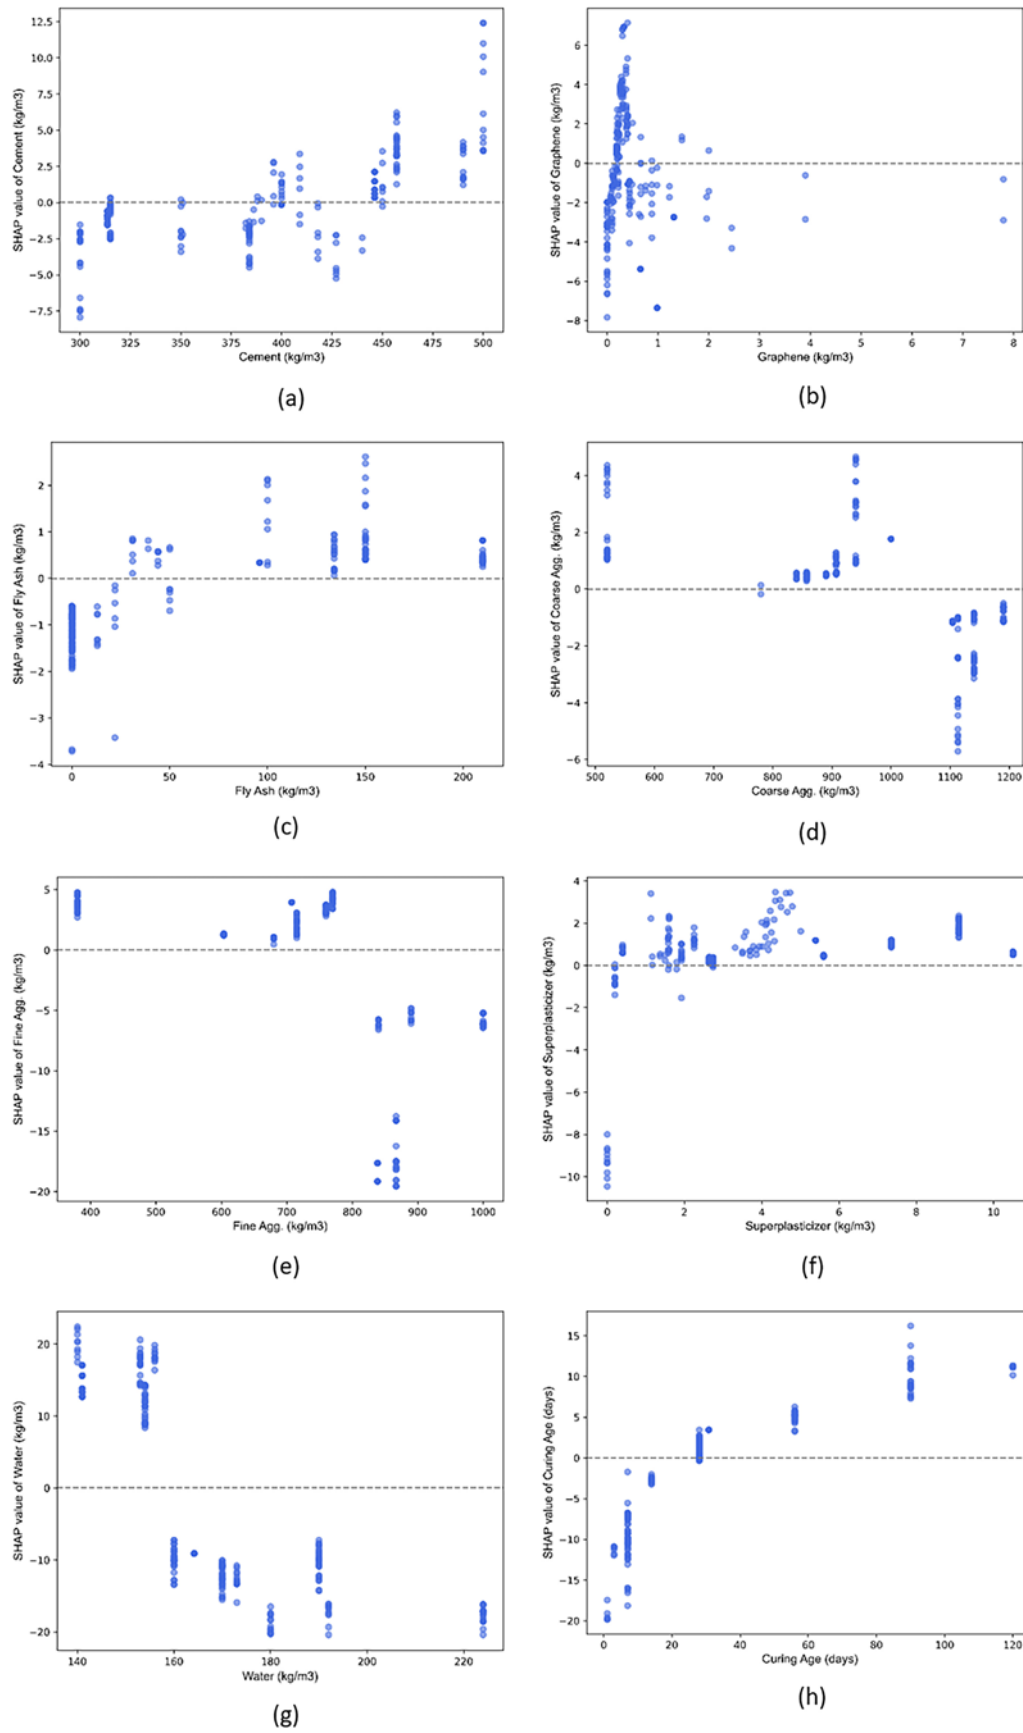 12.5
10.0
7.5
5.0
2.5
0.0
−2.5
−5.0
−7.5
SHAP value of Cement (kg/m3)
300 325 350 375 400 425 450 475 500
Cement (kg/m3)
(a)
6
4
2
0
−2
−4
−6
−8
SHAP value of Graphene (kg/m3)
0 1 2 3 4 5 6 7 8
Graphene (kg/m3)
(b)
2
1
0
−1
−2
−3
−4
SHAP value of Fly Ash (kg/m3)
0 50 100 150 200
Fly Ash (kg/m3)
(c)
4
2
0
−2
−4
−6
SHAP value of Coarse Agg. (kg/m3)
500 600 700 800 900 1000 1100 1200
Coarse Agg. (kg/m3)
(d)
5
0
−5
−10
−15
−20
SHAP value of Fine Agg. (kg/m3)
400 500 600 700 800 900 1000
Fine Agg. (kg/m3)
(e)
4
2
0
−2
−4
−6
−8
−10
SHAP value of Superplasticizer (kg/m3)
0 2 4 6 8 10
Superplasticizer (kg/m3)
(f)
20
10
0
−10
−20
SHAP value of Water (kg/m3)
140 160 180 200 220
Water (kg/m3)
(g)
15
10
5
0
−5
−10
−15
−20
SHAP value of Curing Age (days)
0 20 40 60 80 100 120
Curing Age (days)
(h)